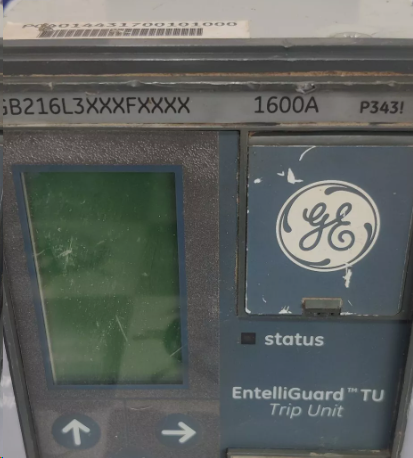 GB216L3XXXFXXXX 1600A P343!
GE
status
EntelliGuard™ TU
Trip Unit